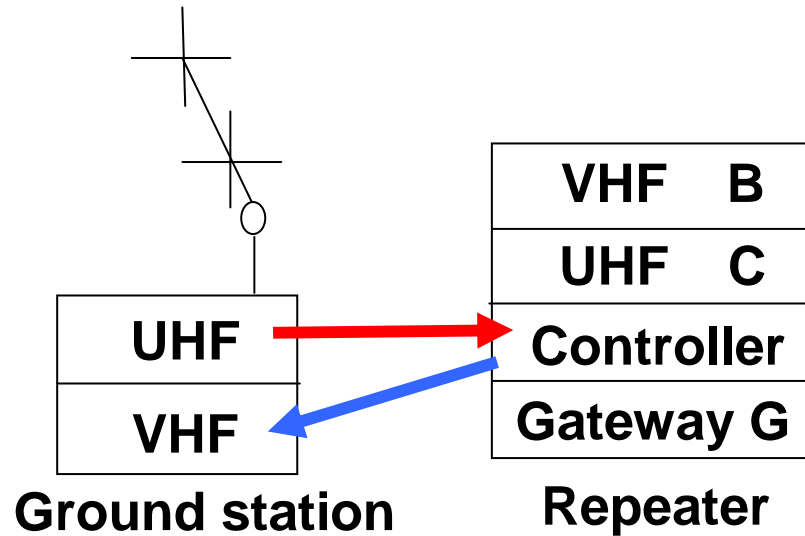 VHF B
UHF C
Controller
Gateway G
Repeater
UHF
VHF
Ground station